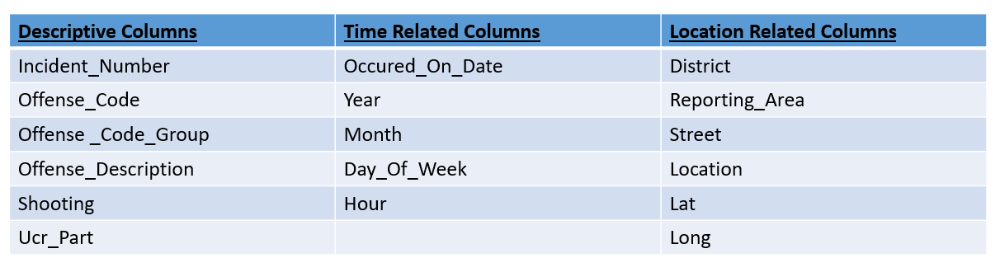 Descriptive Columns Time Related Columns Location Related Columns
Incident_Number Occured_On_Date District
Offense_Code Year Reporting_Area
Offense _Code_Group Month Street
Offense_Description Day_Of_Week Location
Shooting Hour Lat
Ucr_Part Long